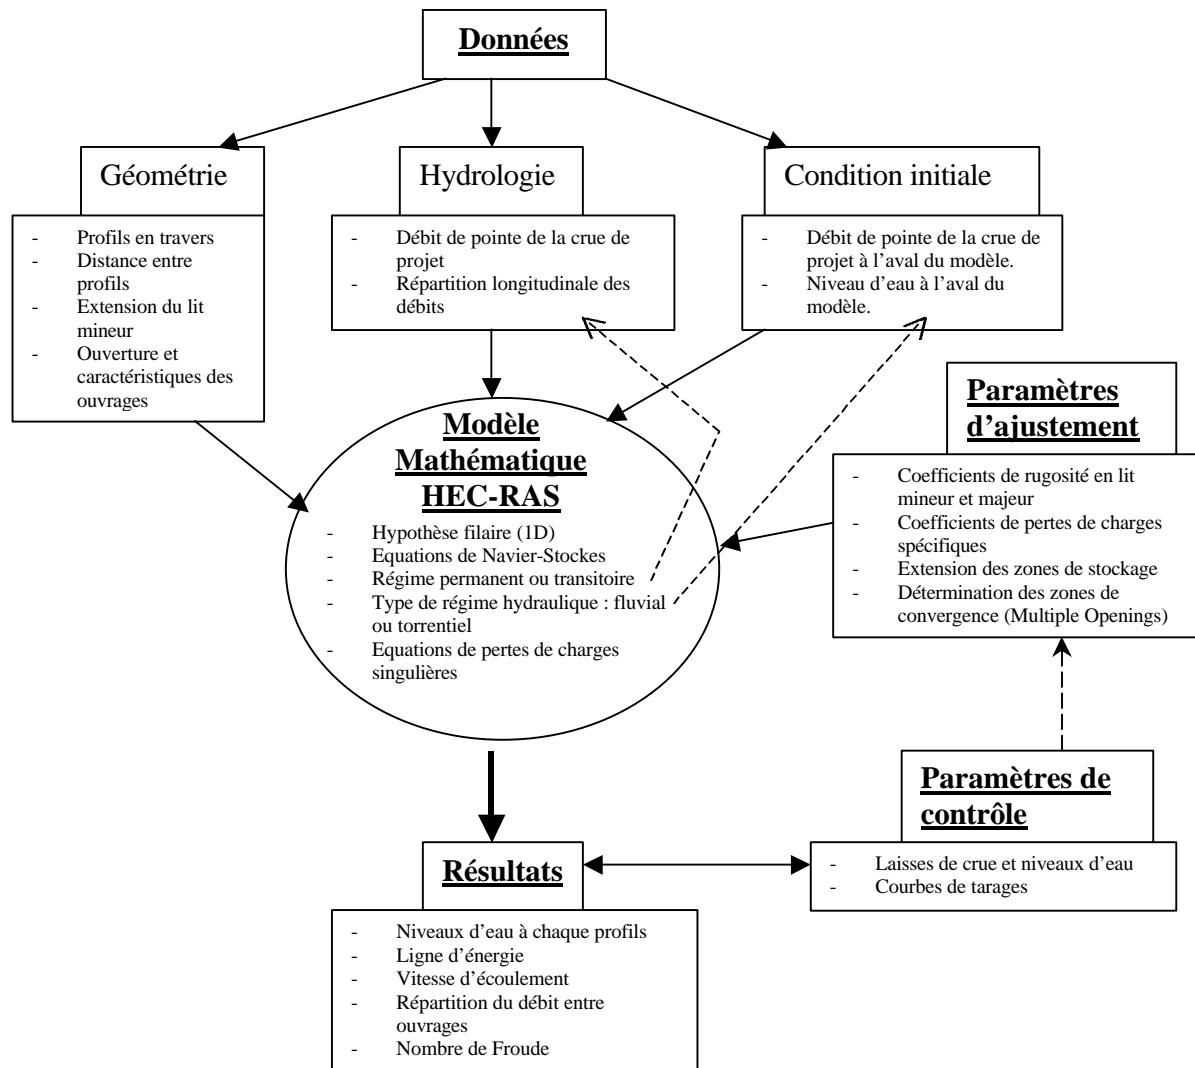 Données
Géométrie
- Profils en travers
- Distance entre
profils
- Extension du lit
mineur
- Ouverture et
caractéristiques des
ouvrages
Hydrologie
- Débit de pointe de la crue de
projet
- Répartition longitudinale des
débits
Condition initiale
- Débit de pointe de la crue de
projet à l’aval du modèle.
- Niveau d’eau à l’aval du
modèle.
Modèle
Mathématique
HEC-RAS
- Hypothèse filaire (1D)
- Equations de Navier-Stockes
- Régime permanent ou transitoire
- Type de régime hydraulique : fluvial
ou torrentiel
- Equations de pertes de charges
singulières
Paramètres
d’ajustement
- Coefficients de rugosité en lit
mineur et majeur
- Coefficients de pertes de charges
spécifiques
- Extension des zones de stockage
- Détermination des zones de
convergence (Multiple Openings)
Paramètres de
contrôle
- Laisses de crue et niveaux d’eau
- Courbes de tarages
Résultats
- Niveaux d’eau à chaque profils
- Ligne d’énergie
- Vitesse d’écoulement
- Répartition du débit entre
ouvrages
- Nombre de Froude